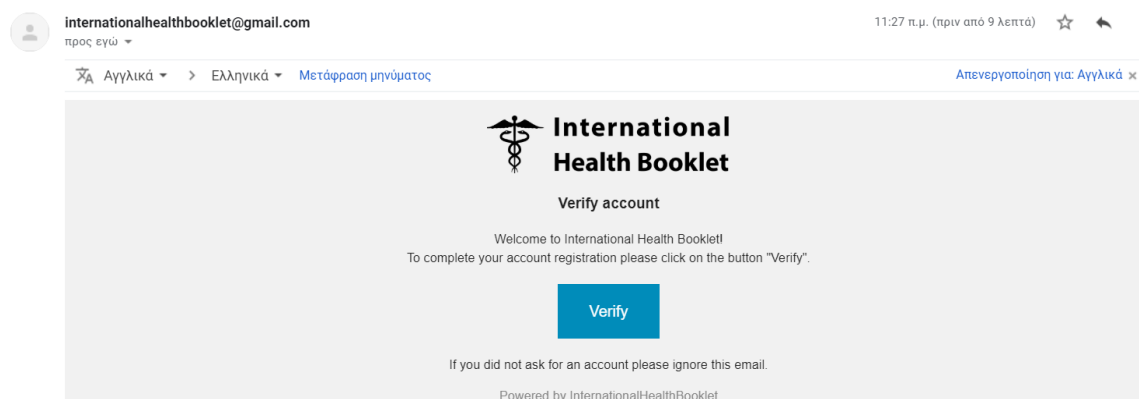 internationalhealthbooklet@gmail.com
11:27 π.μ. (πριν από 9 λεπτά)
προς εγώ
Αγγλικά > Ελληνικά Μετάφραση μηνύματος
Απενεργοποίηση για: Αγγλικά ×
International
Health Booklet
Verify account
Welcome to International Health Booklet!
To complete your account registration please click on the button "Verify".
Verify
If you did not ask for an account please ignore this email.
Powered by InternationalHealthBooklet